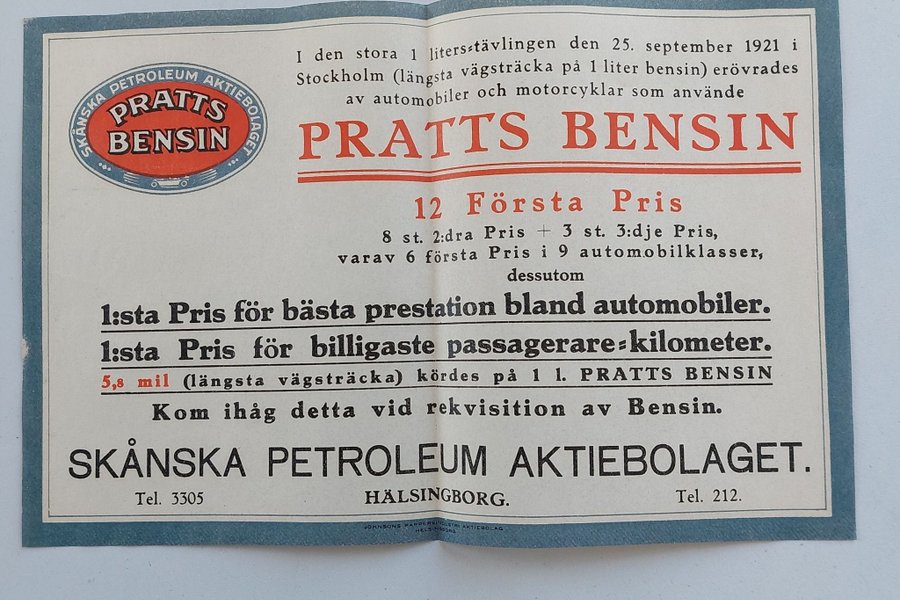 SKÅNSKA PETROLEUM AKTIEBOLAGET
PRATTS
BENSIN
I den stora 1 liters=tävlingen den 25. september 1921 i
Stockholm (längsta vägsträcka på 1 liter bensin) erövrades
av automobiler och motorcyklar som använde
PRATTS BENSIN
12 Första Pris
8 st. 2:dra Pris + 3 st. 3:dje Pris,
varav 6 första Pris i 9 automobilklasser,
dessutom
1:sta Pris för bästa prestation bland automobiler.
1:sta Pris för billigaste passagerare=kilometer.
5,8 mil (längsta vägsträcka) kördes på 1 l. PRATTS BENSIN
Kom ihåg detta vid rekvisition av Bensin.
SKÅNSKA PETROLEUM AKTIEBOLAGET.
Tel. 3305 HÄLSINGBORG. Tel. 212.
JOHNSONS AKTIEBOLAG